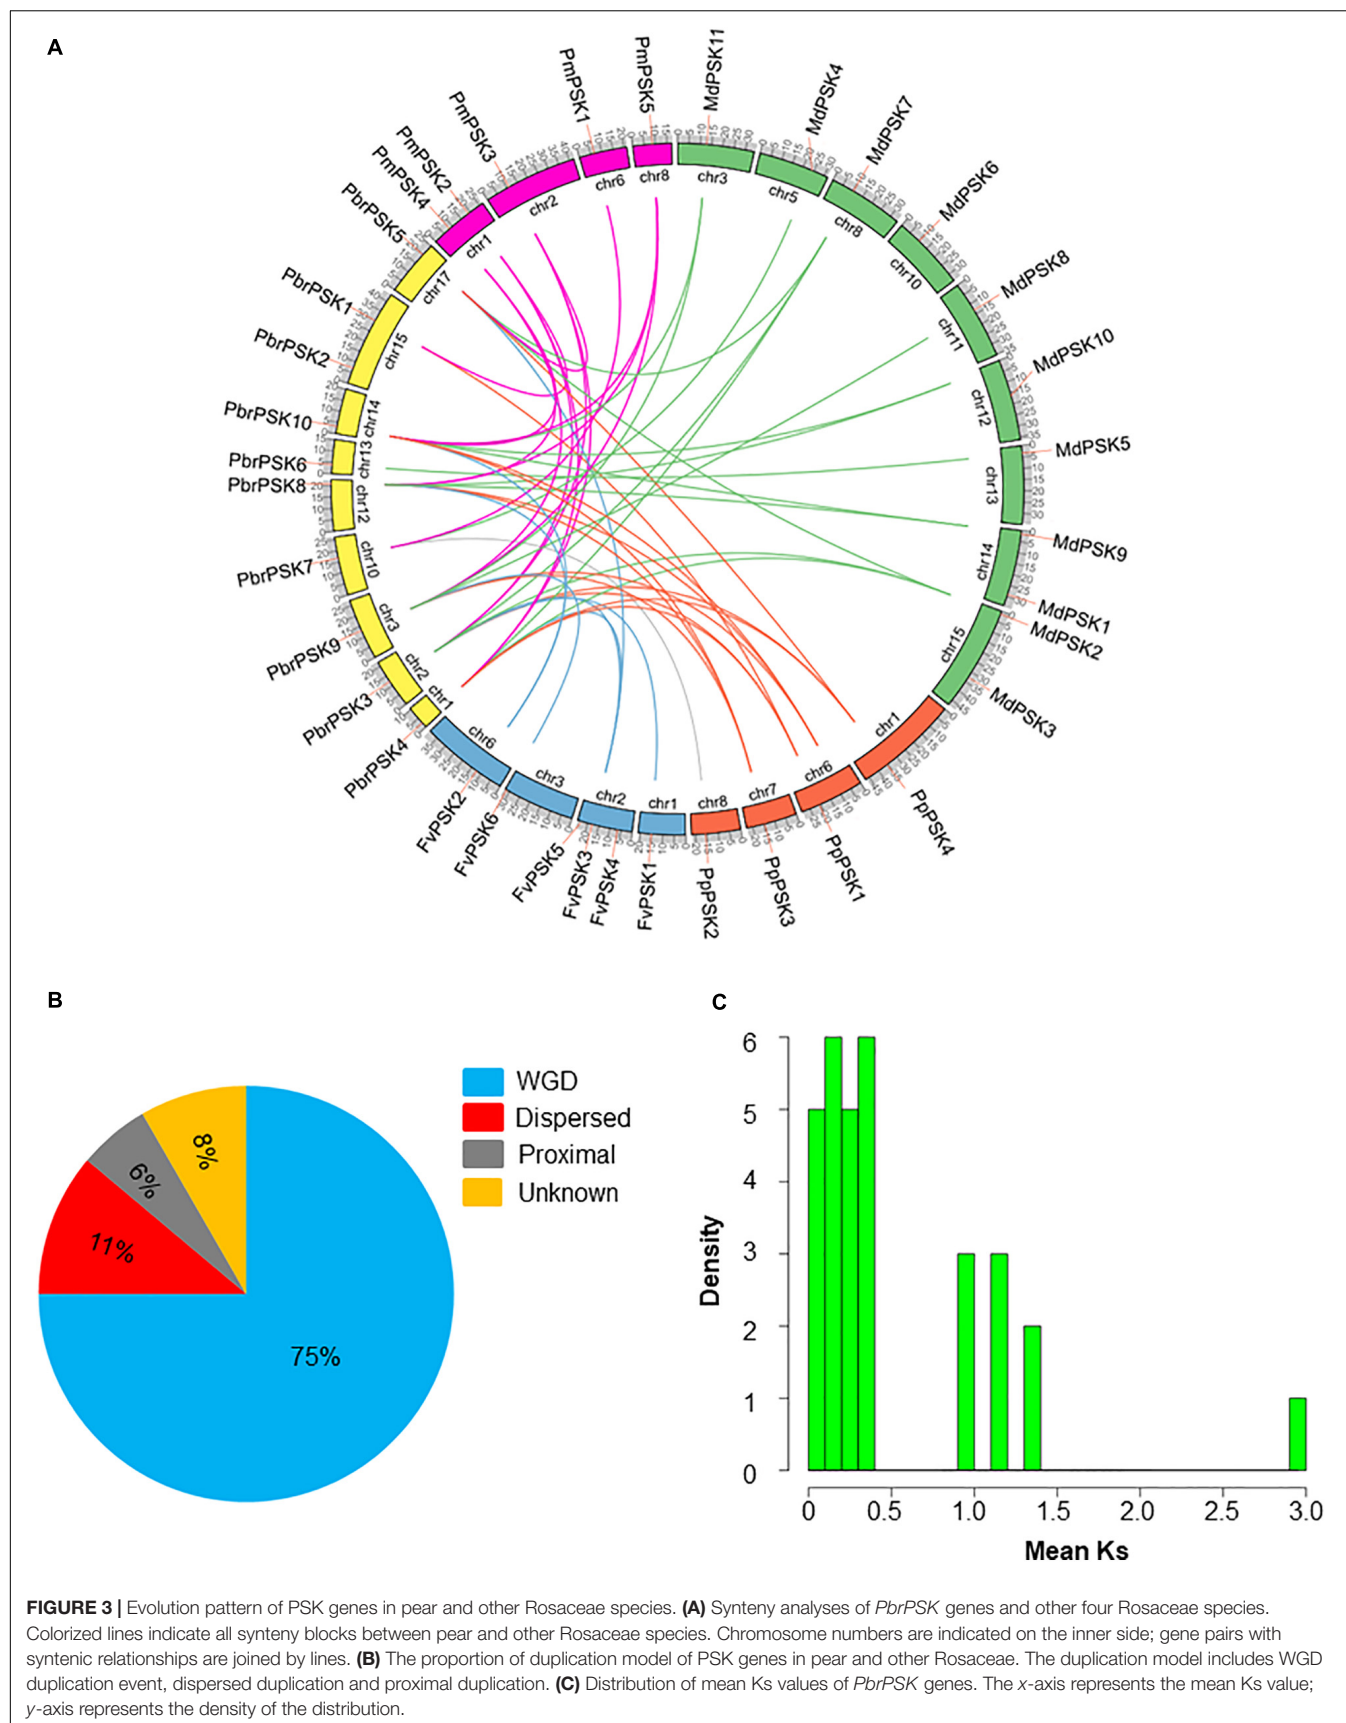 A
PmPSK1
PmPSK5
MdPSK11
MdPSK4
MdPSK7
MdPSK6
MdPSK8
MdPSK10
MdPSK5
MdPSK9
MdPSK1
MdPSK2
MdPSK3
PpPSK4
PpPSK1
PpPSK3
PpPSK2
FvPSK1
FvPSK4
FvPSK3
FvPSK5
FvPSK6
FvPSK2
PbrPSK4
PbrPSK3
PbrPSK9
PbrPSK7
PbrPSK8
PbrPSK6
PbrPSK10
PbrPSK2
PbrPSK1
PbrPSK5
PmPSK4
PmPSK2
PmPSK3
chr6
chr8
chr3
chr5
chr8
chr10
chr11
chr12
chr13
chr14
chr15
chr1
chr6
chr7
chr8
chr1
chr2
chr3
chr6
chr1
chr2
chr3
chr10
chr12
chr13
chr14
chr15
chr17
chr1
chr2
B
WGD
Dispersed
Proximal
Unknown
8%
6%
11%
75%
C
6
5
4
3
2
1
0
Density
0 0.5 1.0 1.5 2.0 2.5 3.0
Mean Ks
FIGURE 3 | Evolution pattern of PSK genes in pear and other Rosaceae species. (A) Synteny analyses of PbrPSK genes and other four Rosaceae species.
Colorized lines indicate all synteny blocks between pear and other Rosaceae species. Chromosome numbers are indicated on the inner side; gene pairs with
syntenic relationships are joined by lines. (B) The proportion of duplication model of PSK genes in pear and other Rosaceae. The duplication model includes WGD
duplication event, dispersed duplication and proximal duplication. (C) Distribution of mean Ks values of PbrPSK genes. The x-axis represents the mean Ks value;
y-axis represents the density of the distribution.